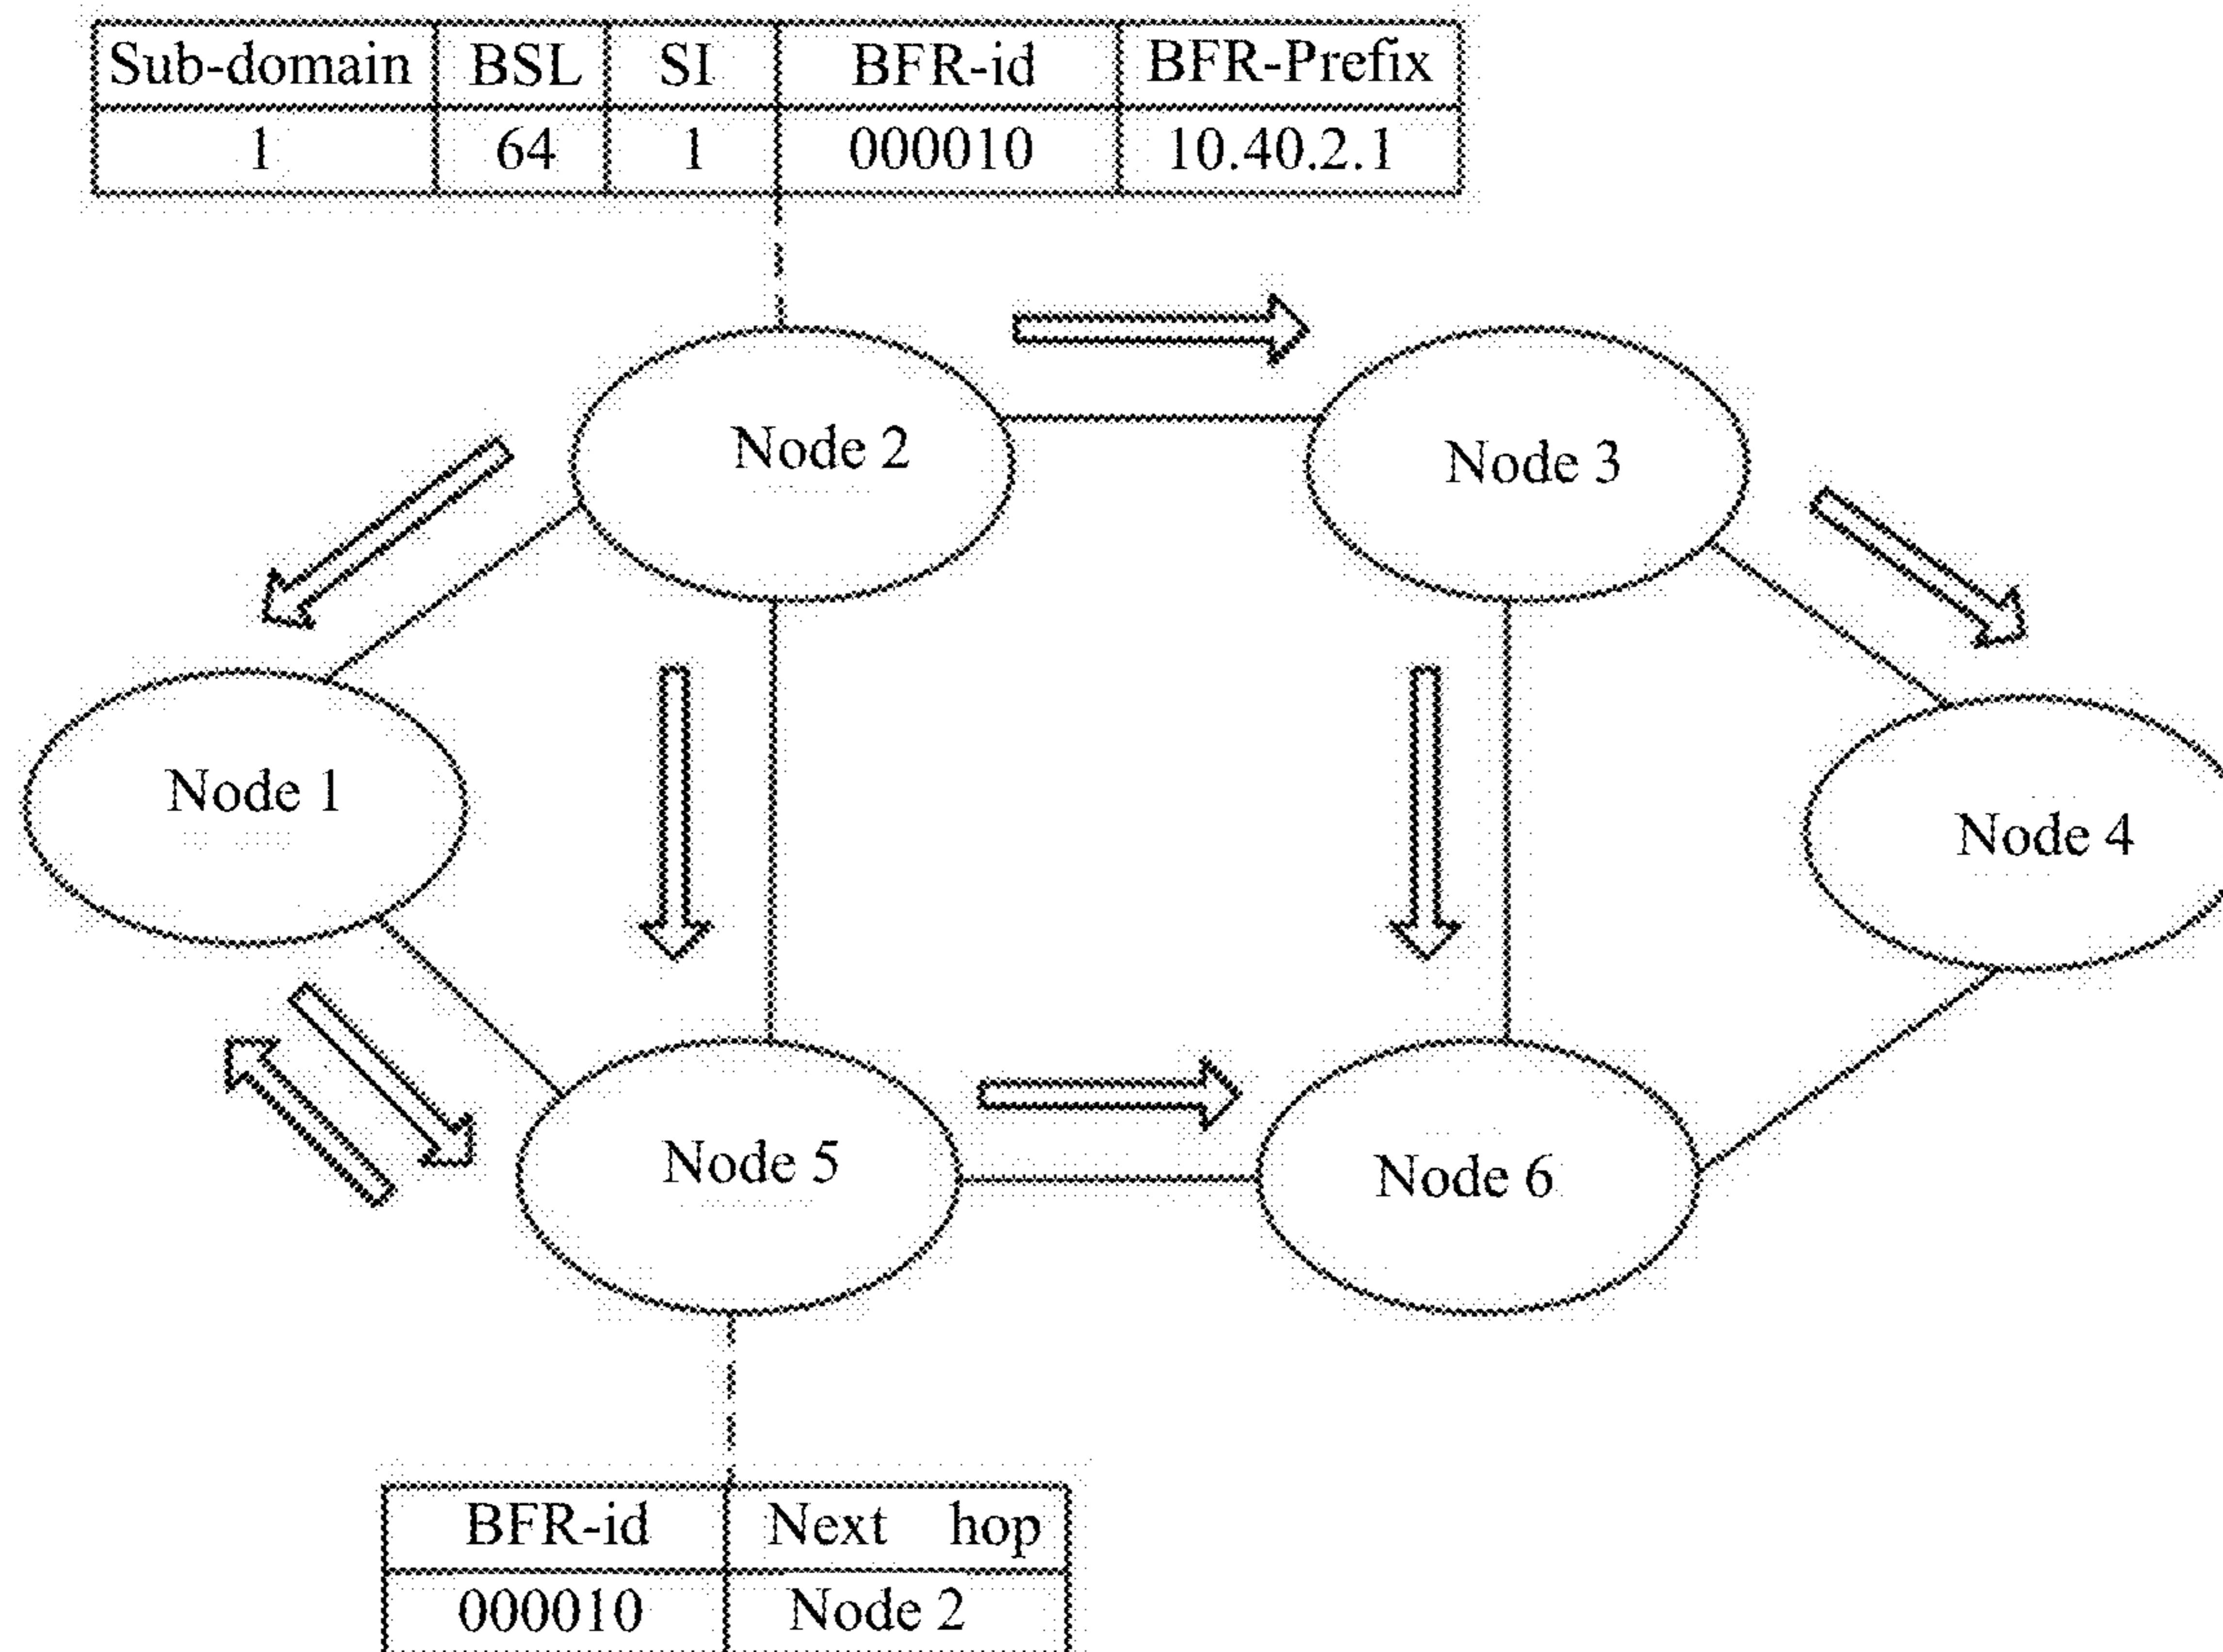 Sub-domain BSL SI BFR-id BFR-Prefix
1 64 1 000010 10.40.2.1
Node 2
Node 3
Node 1
Node 4
Node 5
Node 6
BFR-id Next hop
000010 Node 2